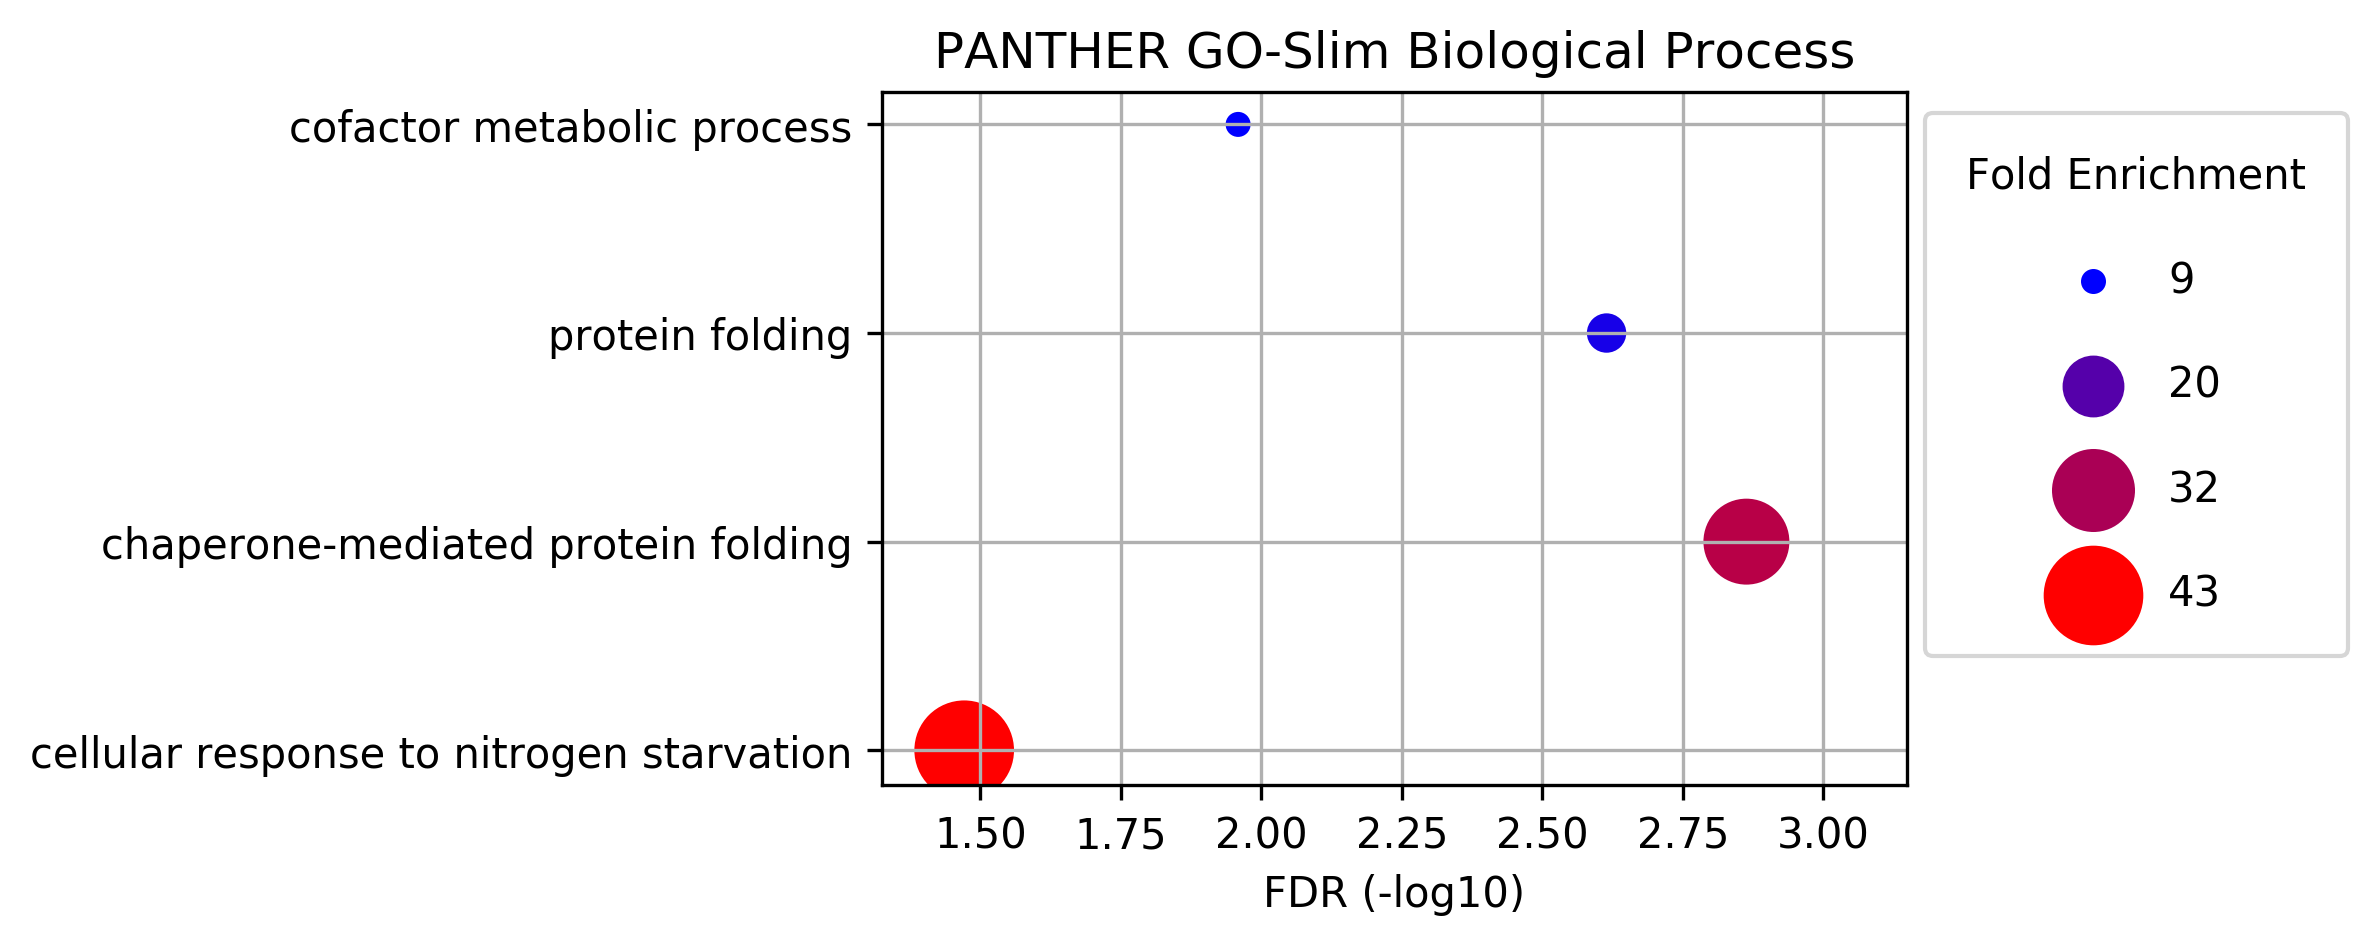 PANTHER GO-Slim Biological Process
cofactor metabolic process
protein folding
chaperone-mediated protein folding
cellular response to nitrogen starvation
1.50 1.75 2.00 2.25 2.50 2.75 3.00
FDR (-log10)
Fold Enrichment
9
20
32
43